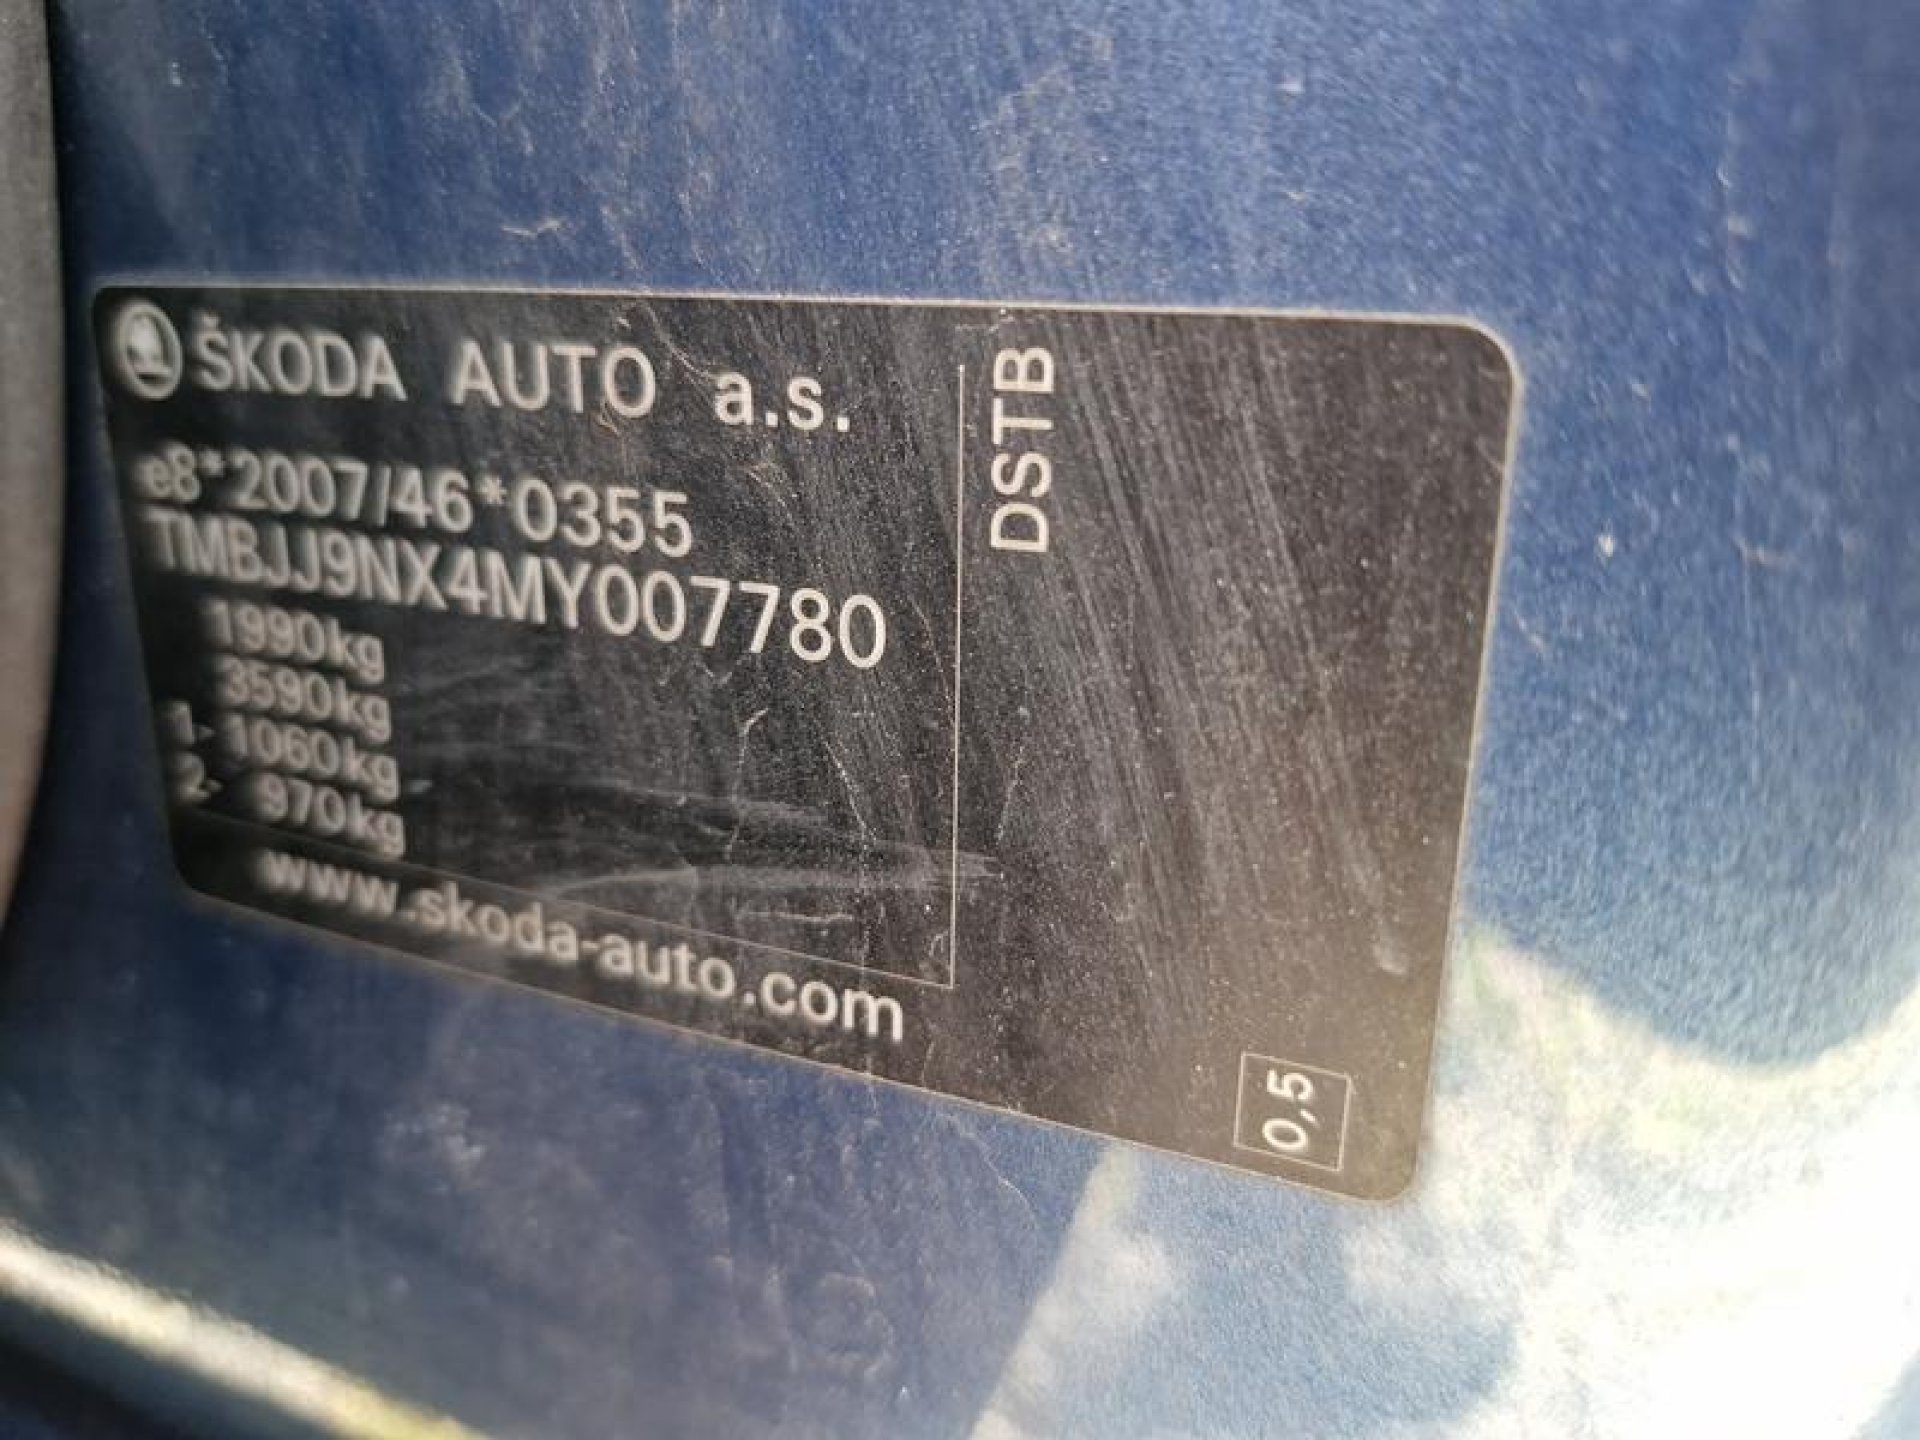 ŠKODA AUTO a.s.
e8*2007/46*0355
TMBJJ9NX4MY007780
1990kg
3590kg
1- 1060kg
2- 970kg
www.skoda-auto.com
DSTB
0,5